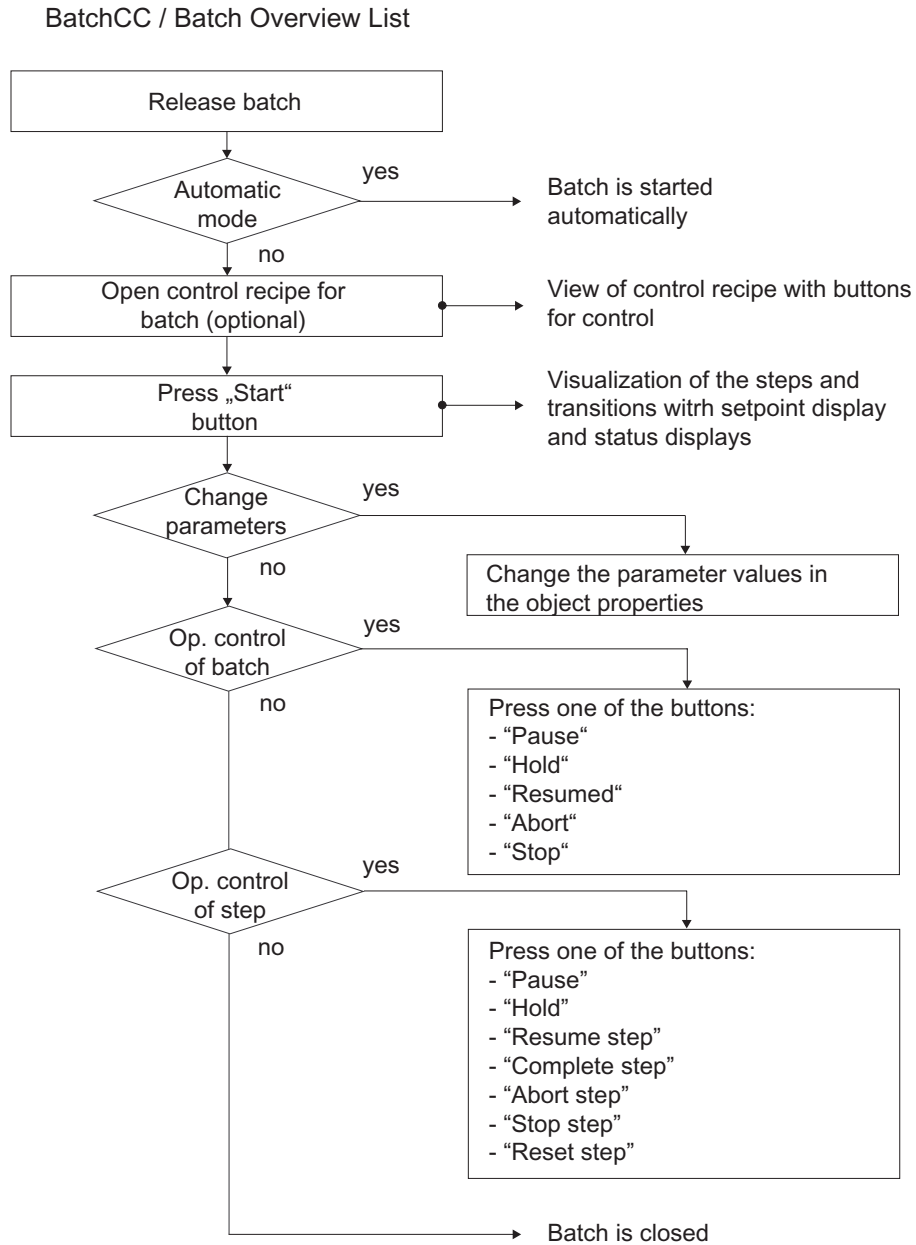 BatchCC / Batch Overview List
Release batch
Automatic
mode
yes
Batch is started
automatically
no
Open control recipe for
batch (optional)
View of control recipe with buttons
for control
Press „Start“
button
Visualization of the steps and
transitions witrh setpoint display
and status displays
Change
parameters
yes
no
Change the parameter values in
the object properties
Op. control
of batch
yes
no
Press one of the buttons:
- “Pause“
- “Hold“
- “Resumed“
- “Abort“
- “Stop“
Op. control
of step
yes
no
Press one of the buttons:
- “Pause”
- “Hold”
- “Resume step”
- “Complete step”
- “Abort step”
- “Stop step”
- “Reset step”
Batch is closed